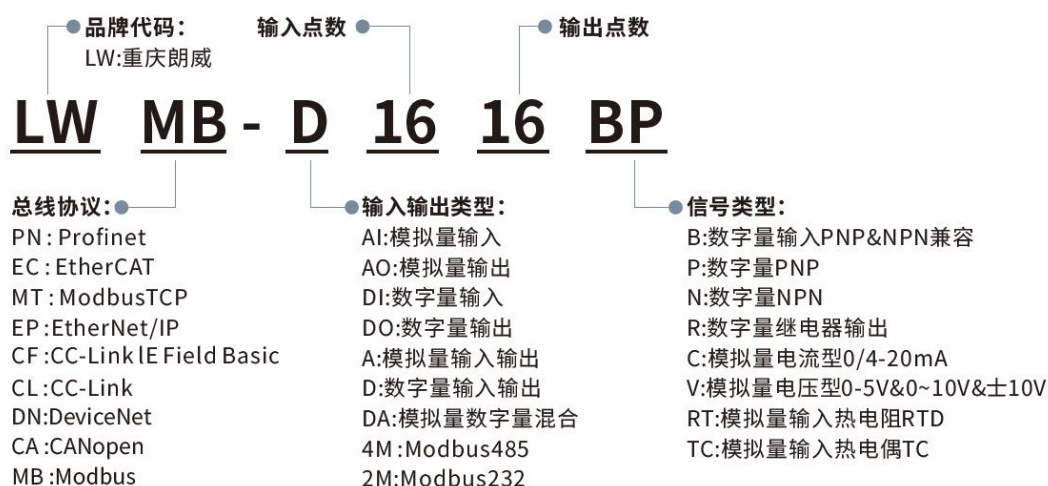 品牌代码：
LW:重庆朗威
输入点数
输出点数
LW MB - D 16 16 BP
总线协议：
PN : Profinet
EC : EtherCAT
MT : ModbusTCP
EP :EtherNet/IP
CF :CC-Link lE Field Basic
CL :CC-Link
DN:DeviceNet
CA :CANopen
MB :Modbus
输入输出类型：
AI:模拟量输入
AO:模拟量输出
DI:数字量输入
DO:数字量输出
A:模拟量输入输出
D:数字量输入输出
DA:模拟量数字量混合
4M :Modbus485
2M:Modbus232
信号类型：
B:数字量输入PNP&NPN兼容
P:数字量PNP
N:数字量NPN
R:数字量继电器输出
C:模拟量电流型0/4-20mA
V:模拟量电压型0-5V&0~10V&士10V
RT:模拟量输入热电阻RTD
TC:模拟量输入热电偶TC